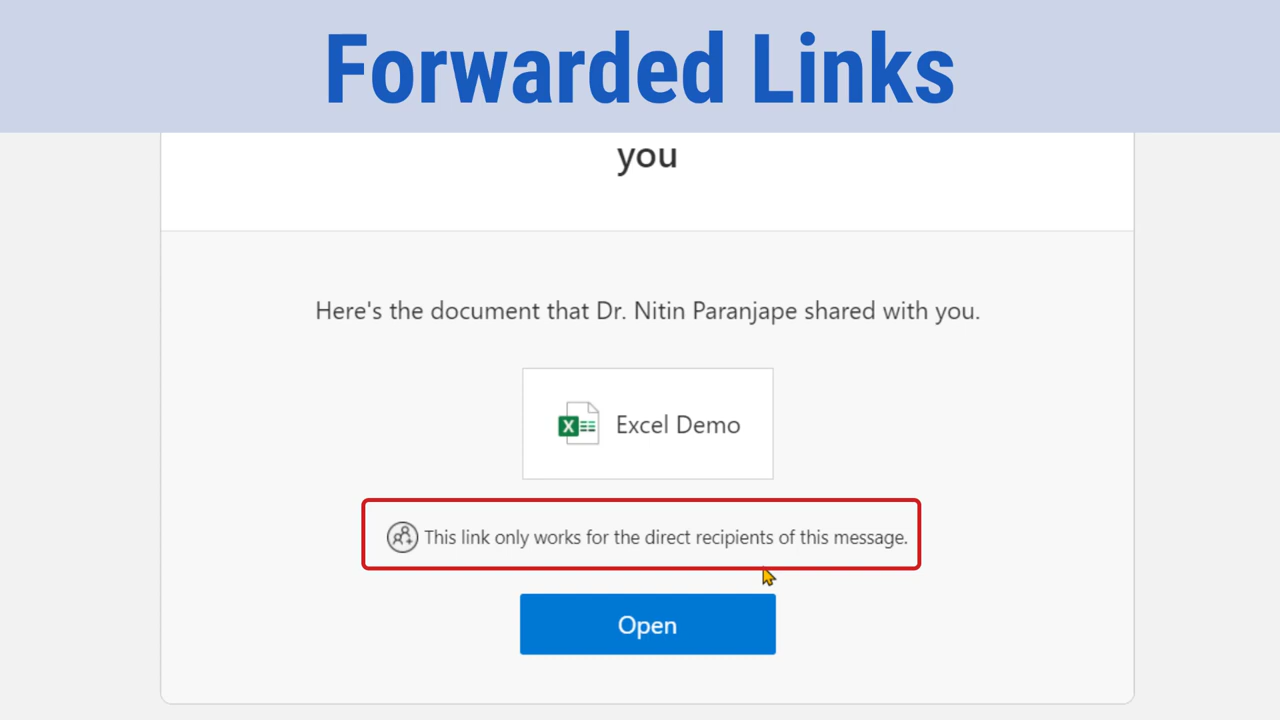 Forwarded Links
you
Here's the document that Dr. Nitin Paranjape shared with you.
X Excel Demo
This link only works for the direct recipients of this message.
Open